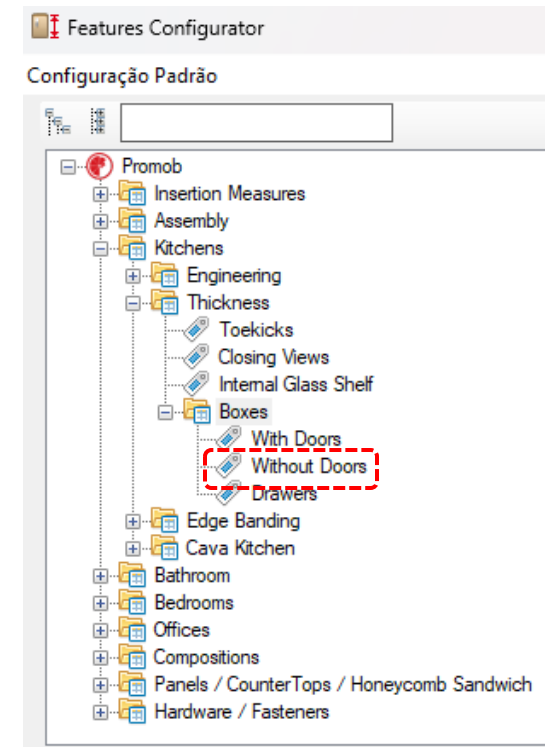 Features Configurator
Configuração Padrão
Promob
Insertion Measures
Assembly
Kitchens
Engineering
Thickness
Toekicks
Closing Views
Internal Glass Shelf
Boxes
With Doors
Without Doors
Drawers
Edge Banding
Cava Kitchen
Bathroom
Bedrooms
Offices
Compositions
Panels / CounterTops / Honeycomb Sandwich
Hardware / Fasteners